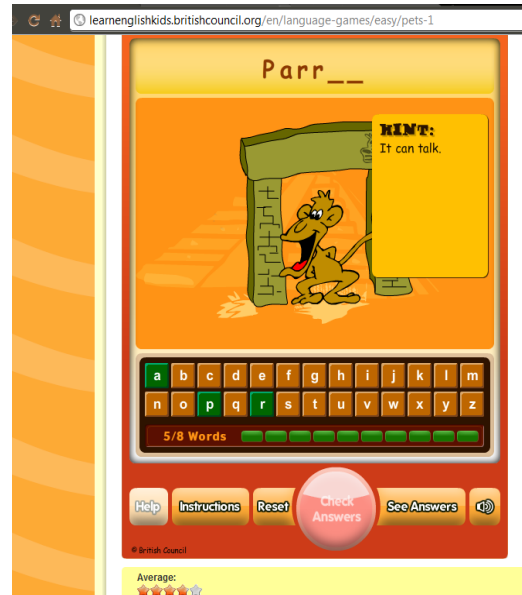 learnenglishkids.britishcouncil.org/en/language-games/easy/pets-1
Parr__
HINT:
It can talk.
a b c d e f g h i j k l m
n o p q r s t u v w x y z
5/8 Words
Help Instructions Reset Check Answers See Answers
© British Council
Average: